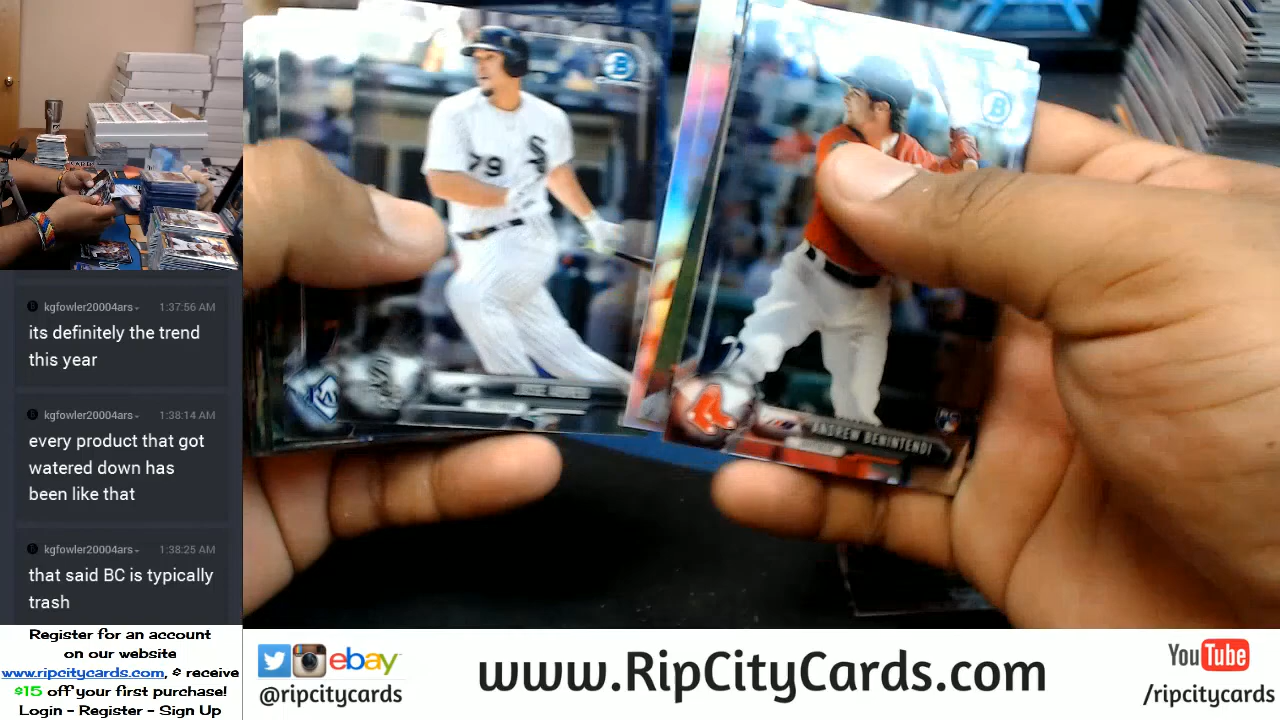 kgfowler20004ars 1:37:56 AM
its definitely the trend
this year
kgfowler20004ars 1:38:14 AM
every product that got
watered down has
been like that
kgfowler20004ars 1:38:25 AM
that said BC is typically
trash
Register for an account
on our website
www.ripcitycards.com, & receive
$15 off your first purchase!
Login - Register - Sign Up
79
B
B
ANDREW BENINTENDI
RC
ebay
@ripcitycards
www.RipCityCards.com
YouTube
/ripcitycards